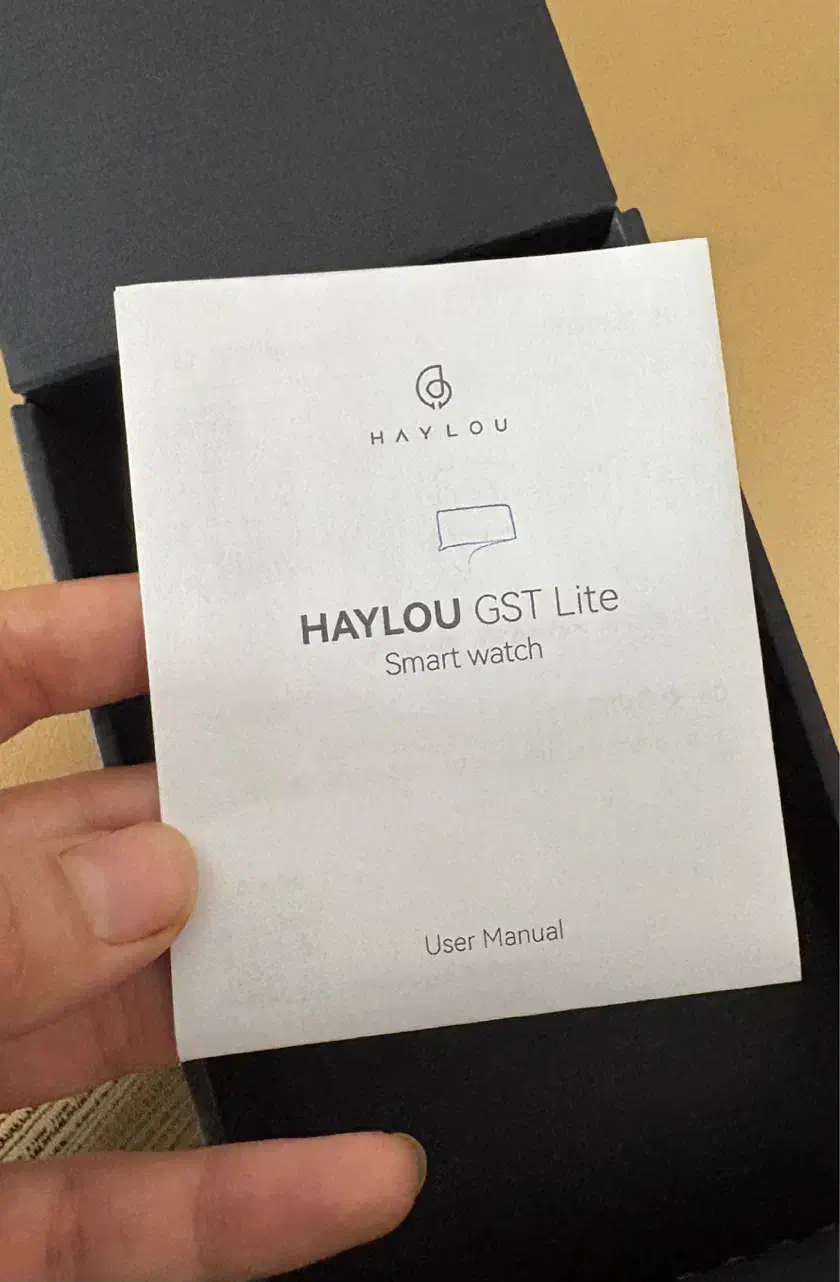 HAYLOU
HAYLOU GST Lite
Smart watch
User Manual